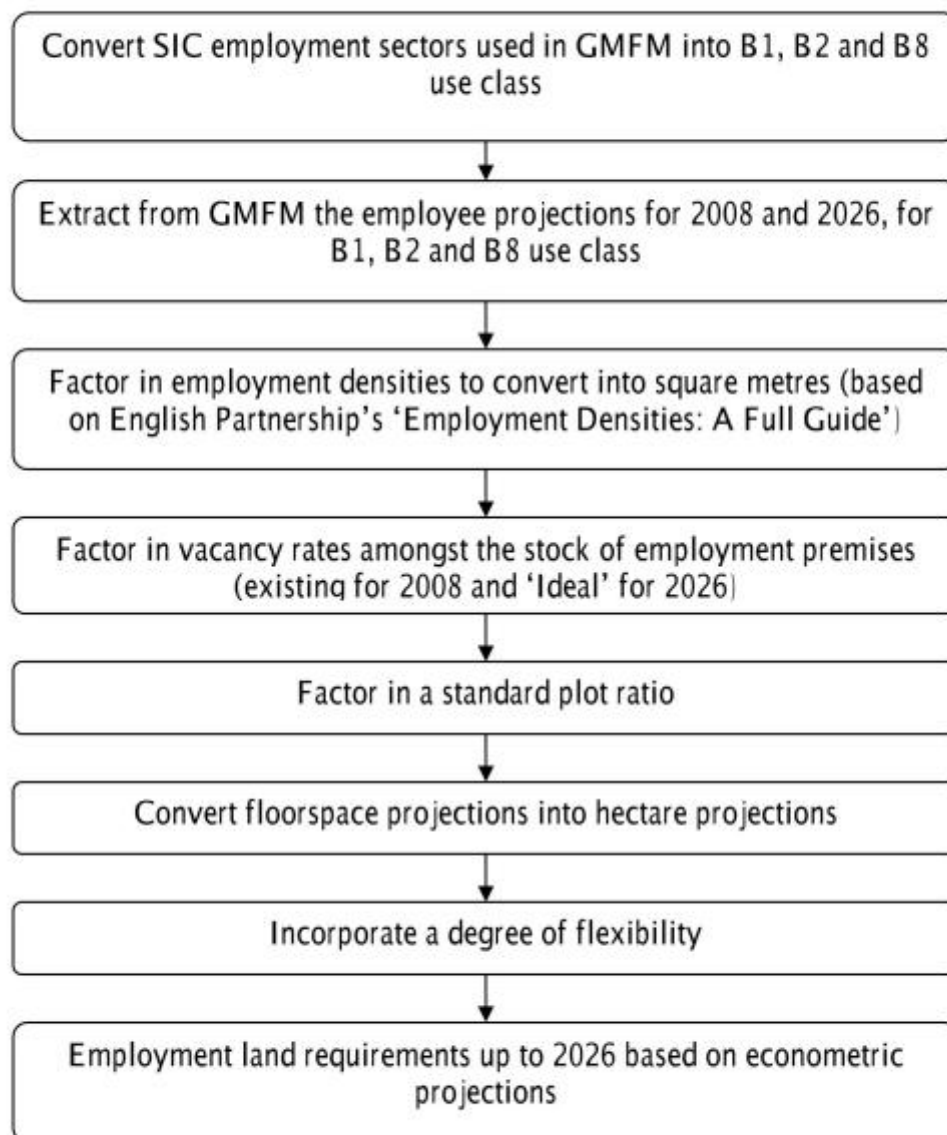 Convert SIC employment sectors used in GMFM into B1, B2 and B8
use class
Extract from GMFM the employee projections for 2008 and 2026, for
B1, B2 and B8 use class
Factor in employment densities to convert into square metres (based
on English Partnership's ‘Employment Densities: A Full Guide’)
Factor in vacancy rates amongst the stock of employment premises
(existing for 2008 and ‘Ideal’ for 2026)
Factor in a standard plot ratio
Convert floorspace projections into hectare projections
Incorporate a degree of flexibility
Employment land requirements up to 2026 based on econometric
projections